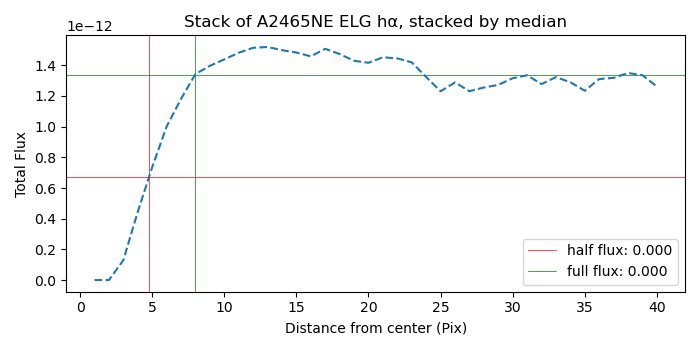 Stack of A2465NE ELG hα, stacked by median
1e−12
1.4
1.2
1.0
0.8
0.6
0.4
0.2
0.0
Total Flux
half flux: 0.000
full flux: 0.000
0 5 10 15 20 25 30 35 40
Distance from center (Pix)